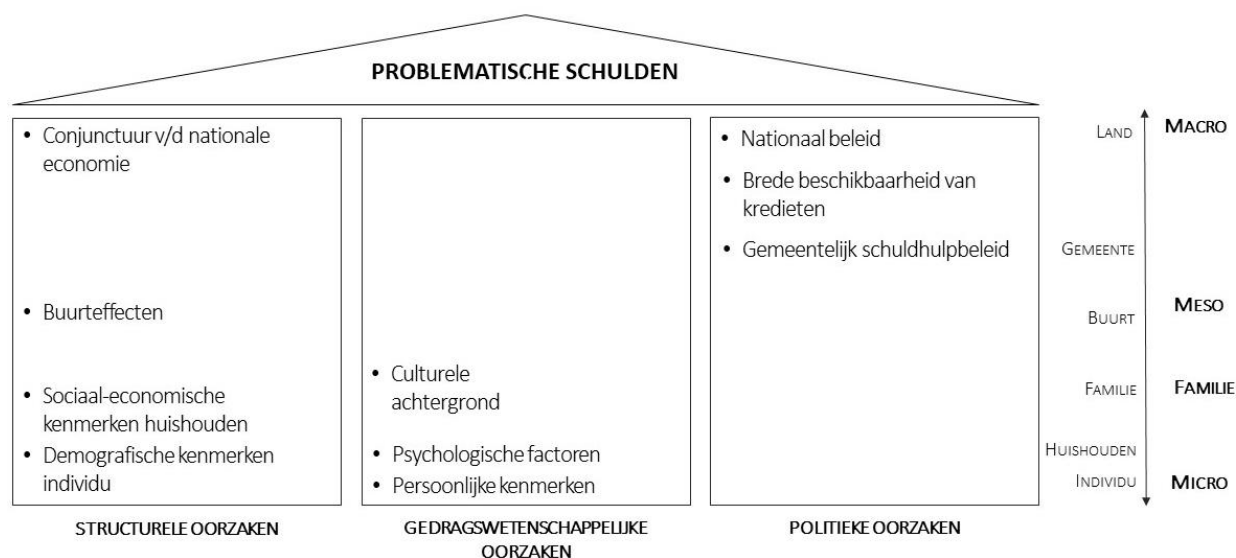 PROBLEMATISCHE SCHULDEN
• Conjunctuur v/d nationale
economie
• Buurteffecten
• Sociaal-economische
kenmerken huishouden
• Demografische kenmerken
individu
STRUCTURELE OORZAKEN
• Culturele
achtergrond
• Psychologische factoren
• Persoonlijke kenmerken
GEDRAGSWETENSCHAPPELIJKE
OORZAKEN
• Nationaal beleid
• Brede beschikbaarheid van
kredieten
• Gemeentelijk schuldhulpbeleid
POLITIEKE OORZAKEN
LAND
GEMEENTE
BUURT
FAMILIE
HUISHOUDEN
INDIVIDU
MACRO
MESO
FAMILIE
MICRO